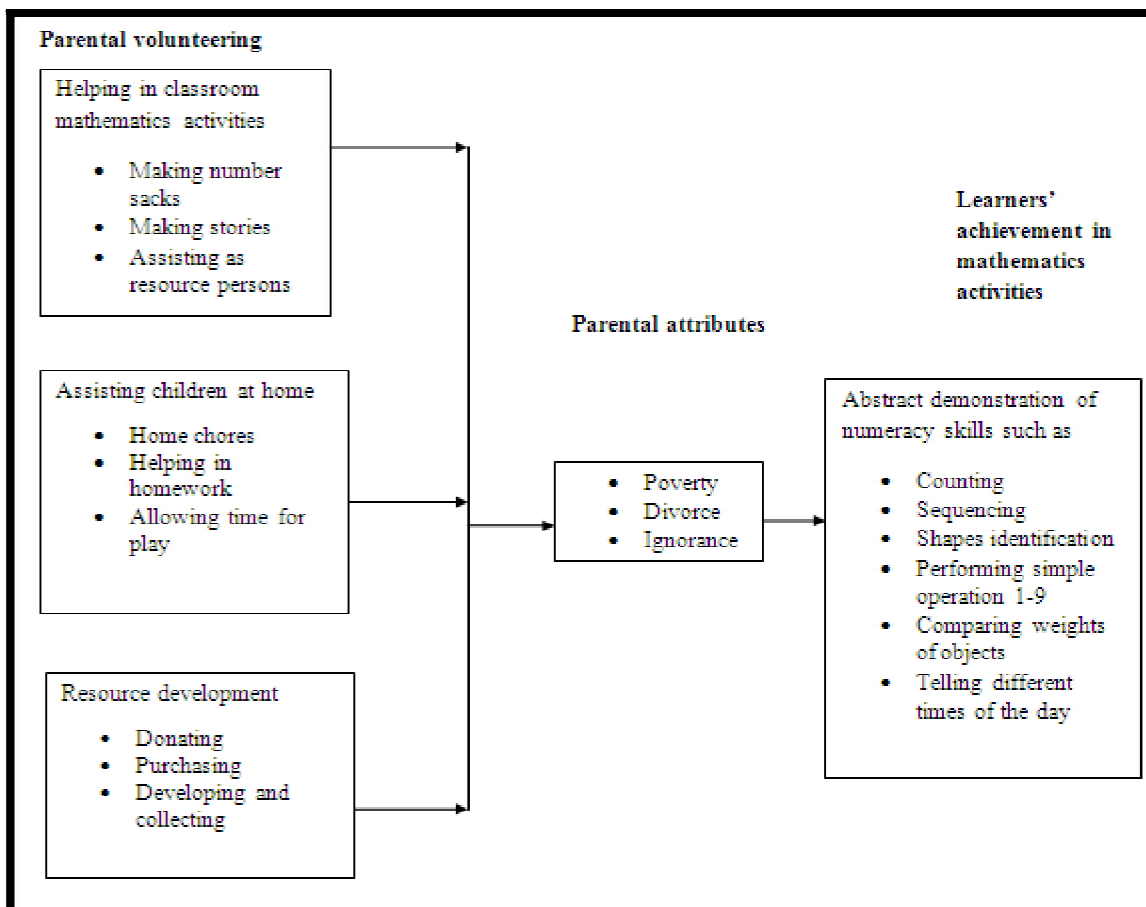 Parental volunteering
Helping in classroom
mathematics activities
• Making number
sacks
• Making stories
• Assisting as
resource persons
Assisting children at home
• Home chores
• Helping in
homework
• Allowing time for
play
Resource development
• Donating
• Purchasing
• Developing and
collecting
Parental attributes
• Poverty
• Divorce
• Ignorance
Learners’
achievement in
mathematics
activities
Abstract demonstration of
numeracy skills such as
• Counting
• Sequencing
• Shapes identification
• Performing simple
operation 1-9
• Comparing weights
of objects
• Telling different
times of the day